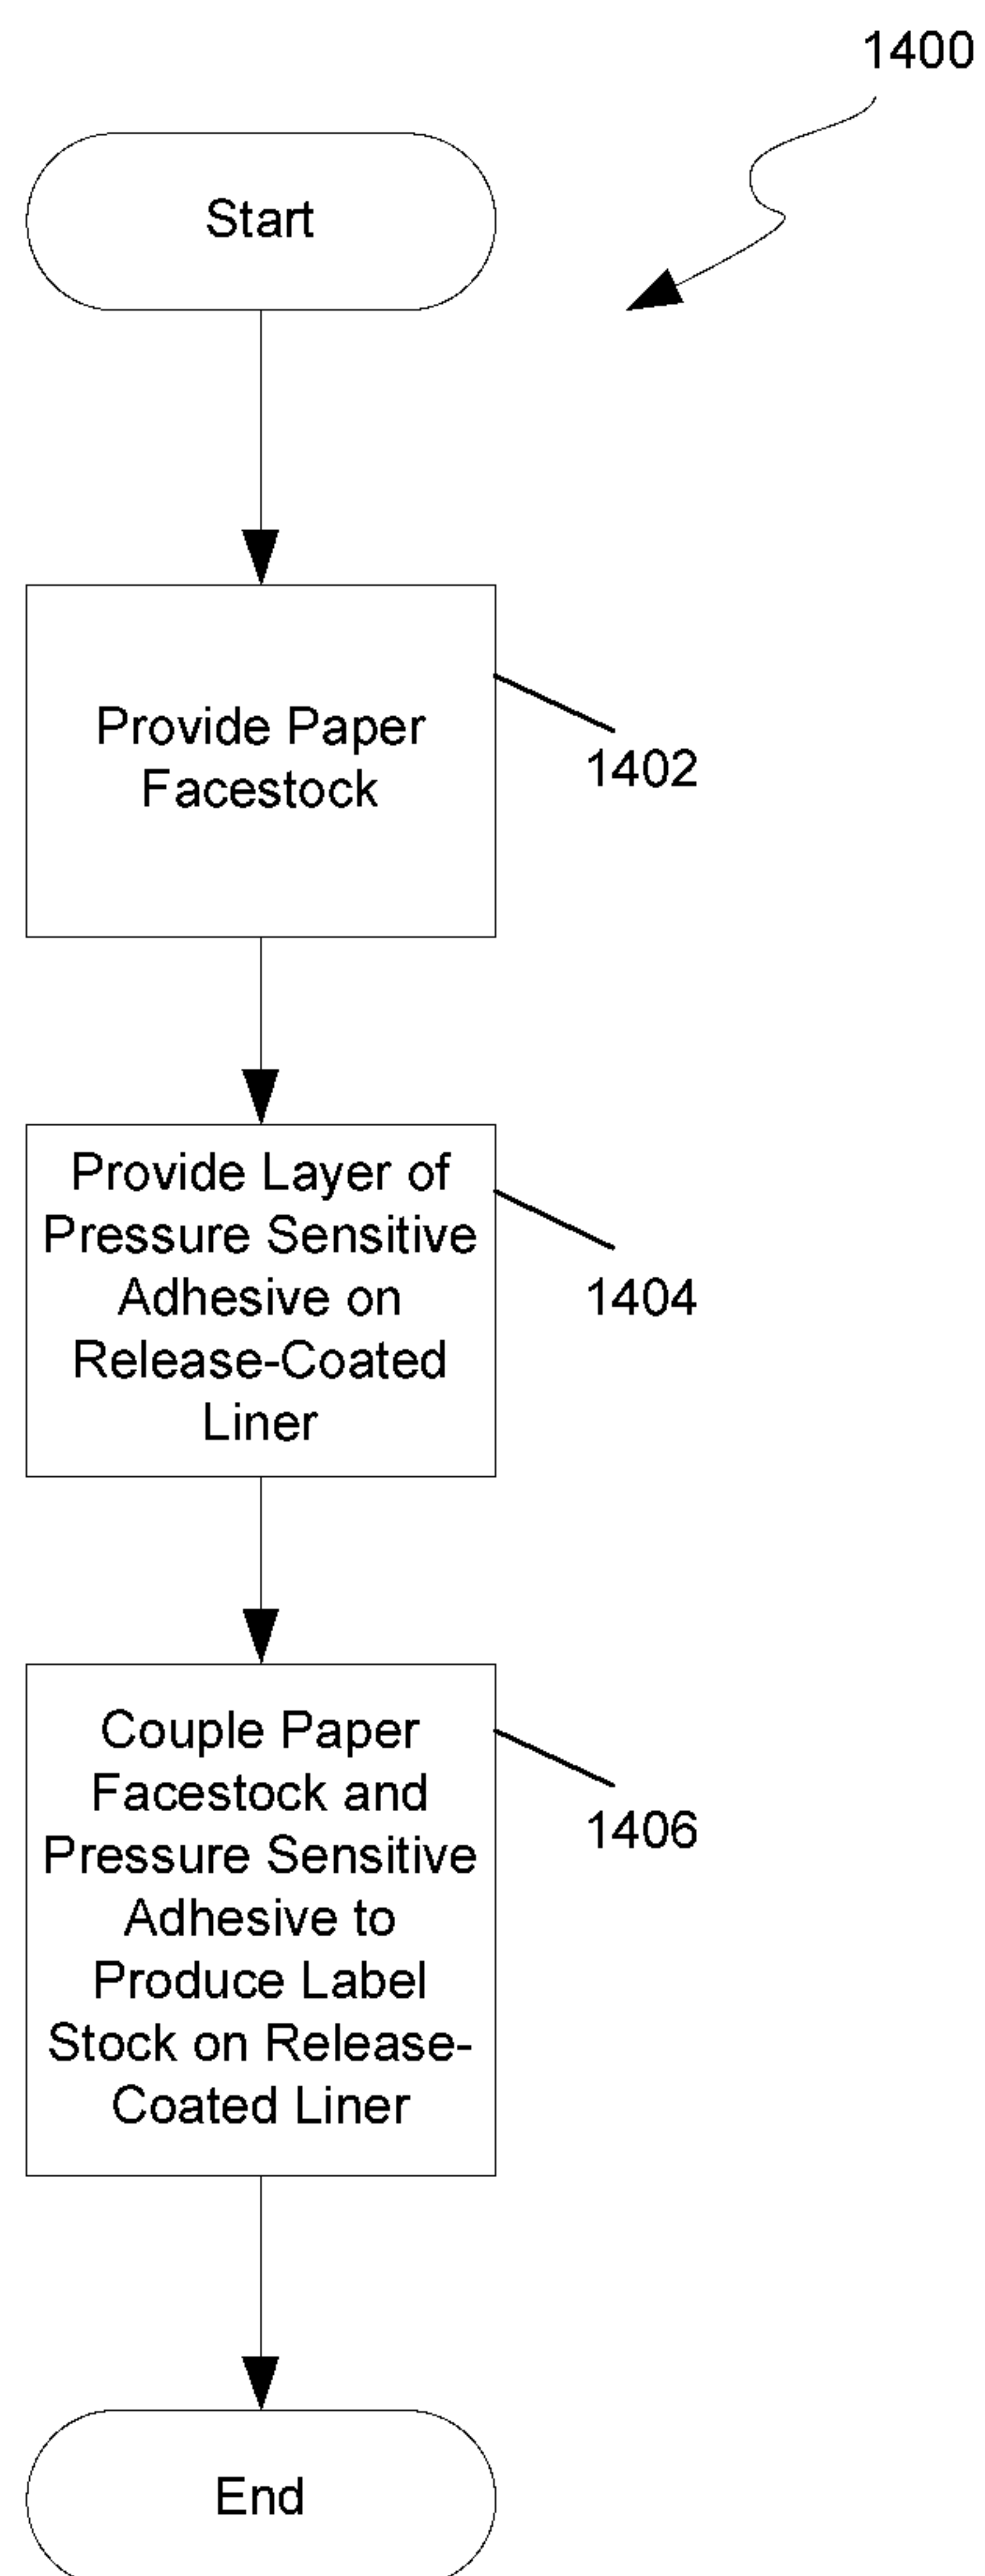 1400
Start
Provide Paper
Facestock
1402
Provide Layer of
Pressure Sensitive
Adhesive on
Release-Coated
Liner
1404
Couple Paper
Facestock and
Pressure Sensitive
Adhesive to
Produce Label
Stock on Release-
Coated Liner
1406
End